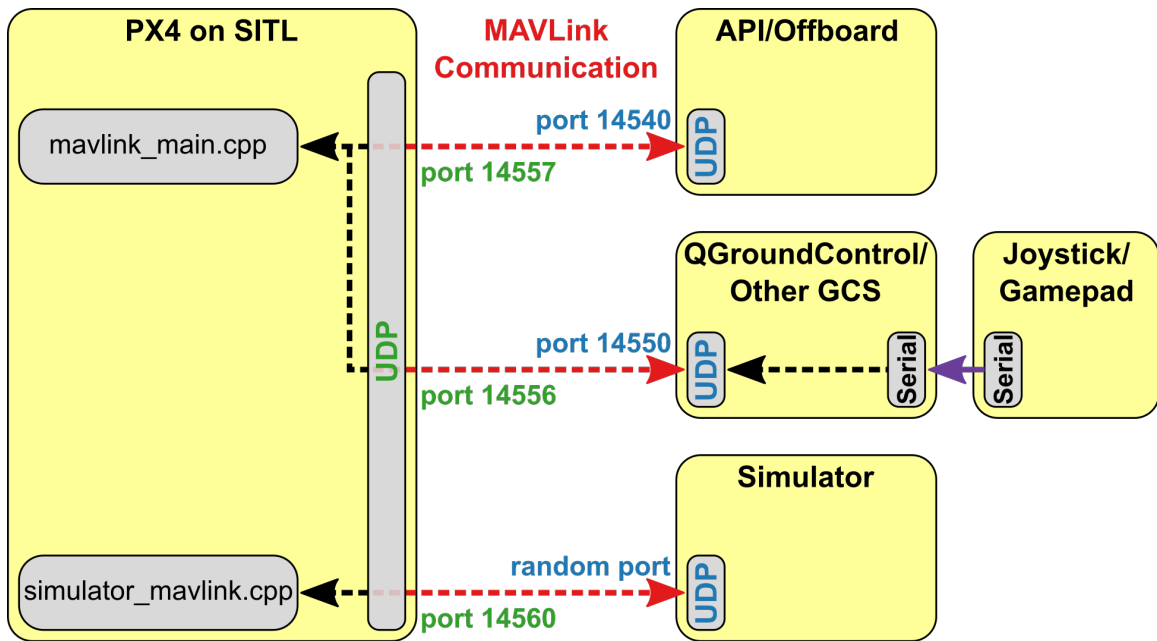 PX4 on SITL
mavlink_main.cpp
simulator_mavlink.cpp
UDP
MAVLink
Communication
port 14540
port 14557
port 14550
port 14556
random port
port 14560
API/Offboard
UDP
QGroundControl/
Other GCS
UDP
Serial
Joystick/
Gamepad
Serial
Simulator
UDP